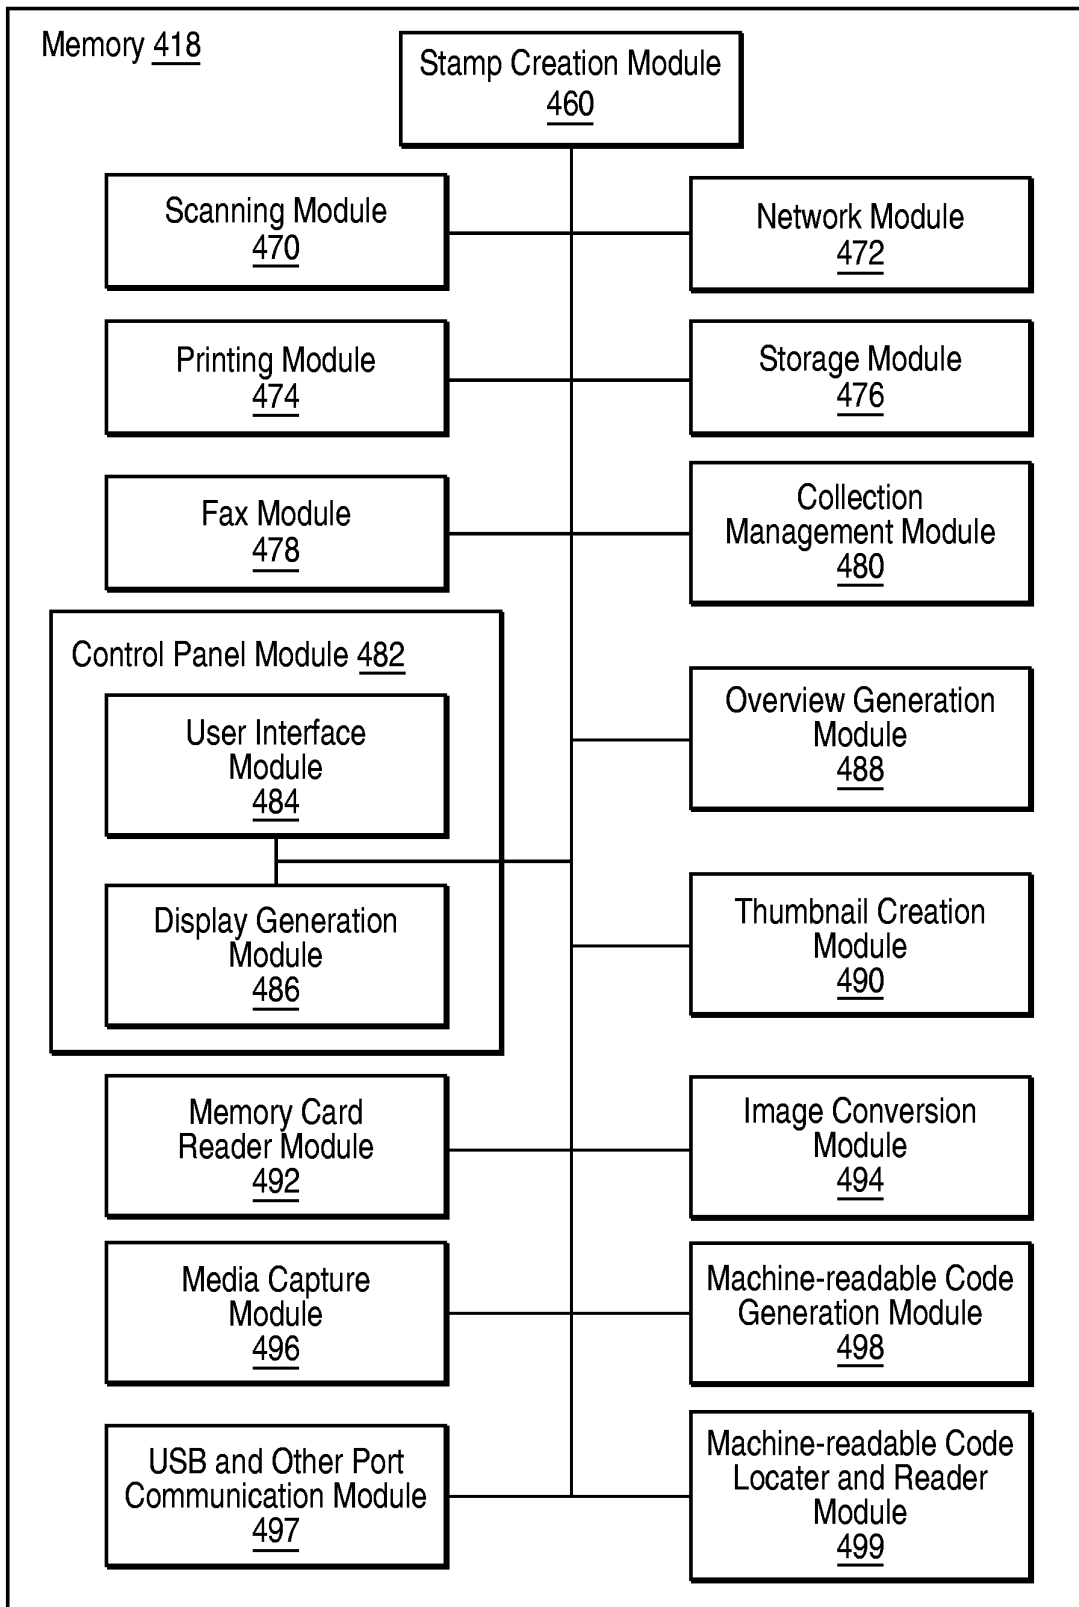 Memory 418
Stamp Creation Module
460
Scanning Module
470
Network Module
472
Printing Module
474
Storage Module
476
Fax Module
478
Collection
Management Module
480
Control Panel Module 482
User Interface
Module
484
Overview Generation
Module
488
Display Generation
Module
486
Thumbnail Creation
Module
490
Memory Card
Reader Module
492
Image Conversion
Module
494
Media Capture
Module
496
Machine-readable Code
Generation Module
498
USB and Other Port
Communication Module
497
Machine-readable Code
Locater and Reader
Module
499